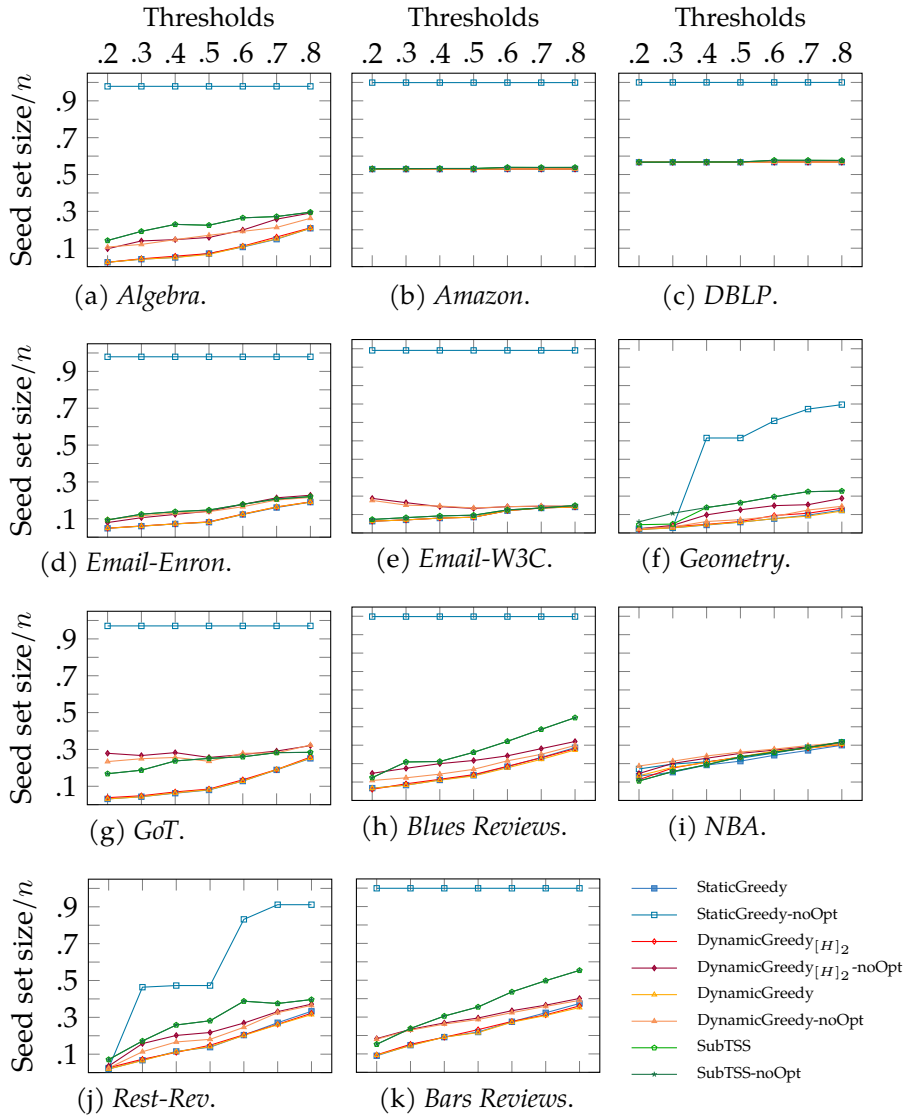 Thresholds Thresholds Thresholds
.2 .3 .4 .5 .6 .7 .8 .2 .3 .4 .5 .6 .7 .8 .2 .3 .4 .5 .6 .7 .8
Seed set size/n
.9
.7
.5
.3
.1
(a) Algebra. (b) Amazon. (c) DBLP.
Seed set size/n
.9
.7
.5
.3
.1
(d) Email-Enron. (e) Email-W3C. (f) Geometry.
Seed set size/n
.9
.7
.5
.3
.1
(g) GoT. (h) Blues Reviews. (i) NBA.
Seed set size/n
.9
.7
.5
.3
.1
(j) Rest-Rev. (k) Bars Reviews.
StaticGreedy
StaticGreedy-noOpt
DynamicGreedy[H]2
DynamicGreedy[H]2-noOpt
DynamicGreedy
DynamicGreedy-noOpt
SubTSS
SubTSS-noOpt